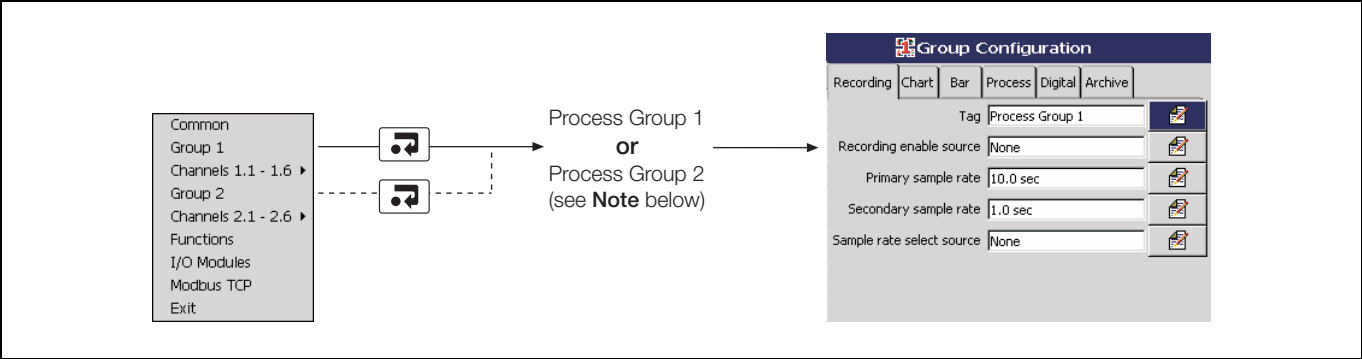 Common
Group 1
Channels 1.1 - 1.6
Group 2
Channels 2.1 - 2.6
Functions
I/O Modules
Modbus TCP
Exit
Process Group 1
or
Process Group 2
(see Note below)
1 Group Configuration
Recording Chart Bar Process Digital Archive
Tag Process Group 1
Recording enable source None
Primary sample rate 10.0 sec
Secondary sample rate 1.0 sec
Sample rate select source None